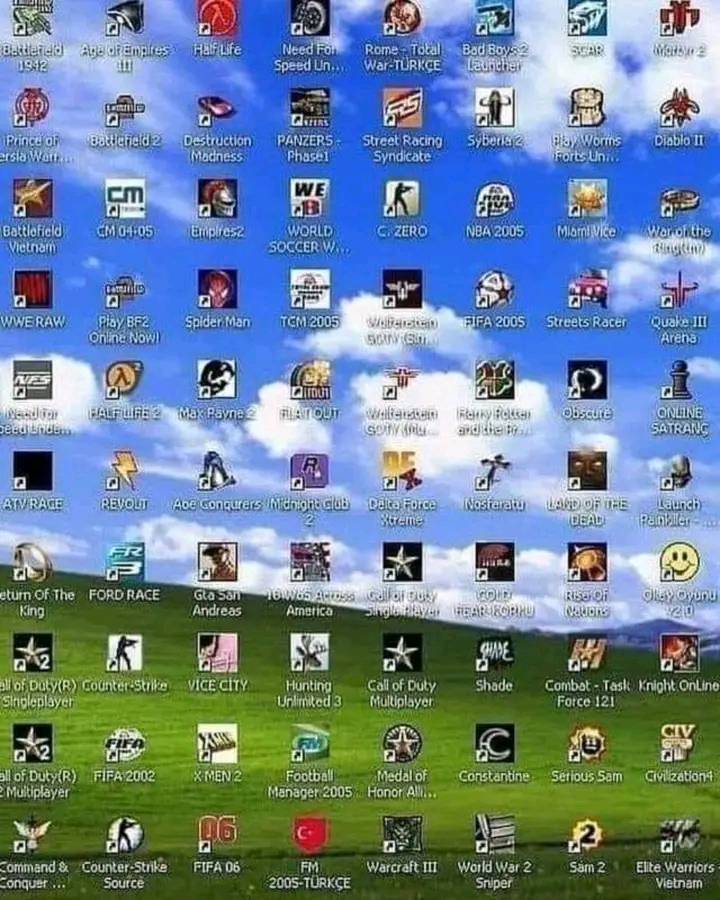 Battlefield
1942
Age of Empires
III
Half Life
Need For
Speed Un...
Rome - Total
War-TÜRKÇE
Bad Boys 2
Launcher
SCAR
Mortyr 2
Prince of
ersia Warr...
Battlefield 2
Destruction
Madness
PANZERS -
Phase1
Street Racing
Syndicate
Syberia 2
Play Worms
Forts Un...
Diablo II
Battlefield
Vietnam
CM 04-05
Empires2
WORLD
SOCCER W...
C. ZERO
NBA 2005
Miami Vice
War of the
Ring(tm)
WWE RAW
Play BF2
Online Now!
Spider Man
TCM 2005
Wolfenstein
GOTY (Sin...
FIFA 2005
Streets Racer
Quake III
Arena
Need for
peed Unde...
HALF LIFE 2
Max Payne 2
FLAT OUT
Wolfenstein
GOTY (Mu...
Harry Potter
and the Pr...
Obscure
ONLINE
SATRANÇ
ATV RACE
REVOLT
Aoe Conqurers
Midnight Club
2
Delta Force
Xtreme
Nosferatu
LAND OF THE
DEAD
Launch
Painkiller - ...
eturn Of The
King
FORD RACE
Gta San
Andreas
18 WoS Across
America
Call of Duty
Single Player
COLD
FEAR-KORKU
Rise Of
Nations
Okey Oyunu
v2.0
all of Duty(R)
Singleplayer
Counter-Strike
VICE CİTY
Hunting
Unlimited 3
Call of Duty
Multiplayer
Shade
Combat - Task
Force 121
Knight OnLine
all of Duty(R)
2 Multiplayer
FIFA 2002
X MEN 2
Football
Manager 2005
Medal of
Honor Alli...
Constantine
Serious Sam
Civilization4
Command &
Conquer ...
Counter-Strike
Source
FIFA 06
FM
2005-TÜRKÇE
Warcraft III
World War 2
Sniper
Sam 2
Elite Warriors -
Vietnam